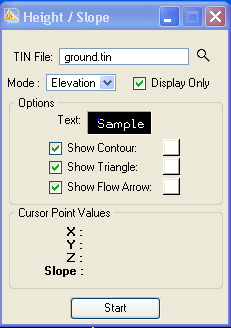 Height / Slope
TIN File: ground.tin
Mode : Elevation Display Only
Options
Text: Sample
Show Contour:
Show Triangle:
Show Flow Arrow:
Cursor Point Values
X :
Y :
Z :
Slope :
Start